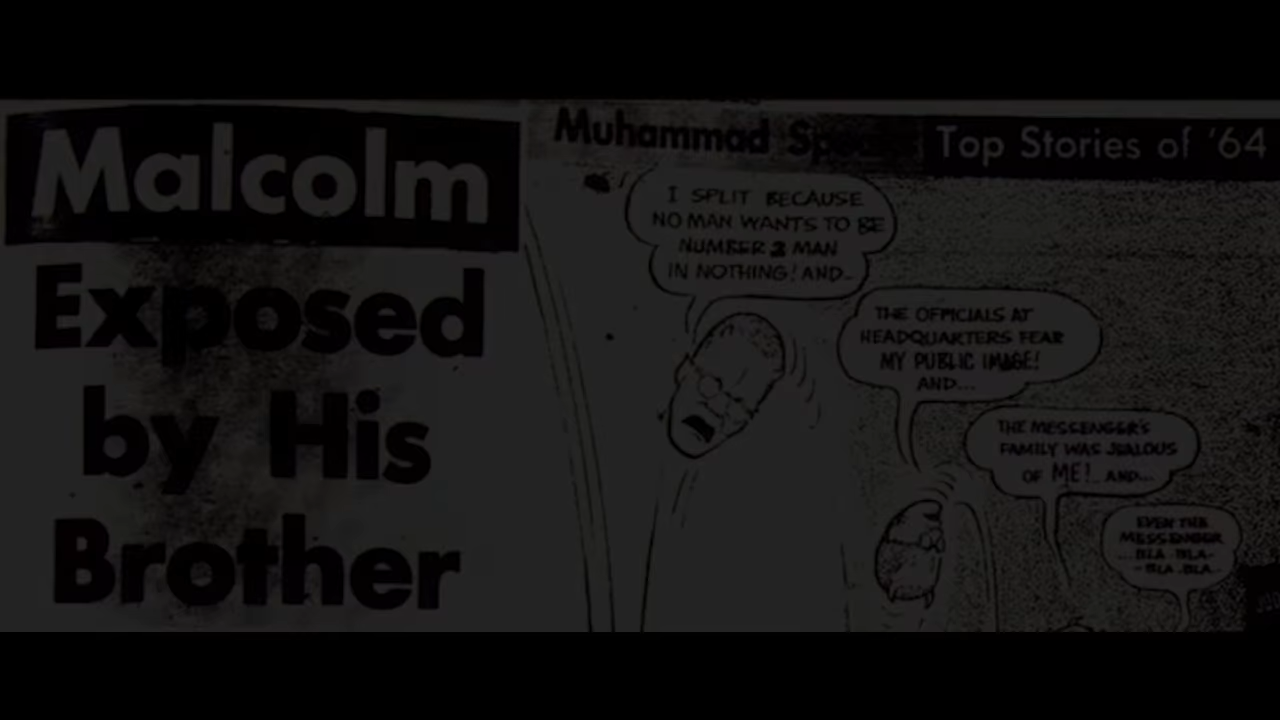 Malcolm
Exposed
by His
Brother
Muhammad
Top Stories of '64
I SPLIT BECAUSE
NO MAN WANTS TO BE
NUMBER 2 MAN
IN NOTHING! AND..
THE OFFICIALS AT
HEADQUARTERS FEAR
MY PUBLIC IMAGE!
AND...
THE MESSENGER'S
FAMILY WAS JEALOUS
OF ME! AND...
EVEN THE
MESSENGER
...BLA-BLA-
-BLA-BLA..